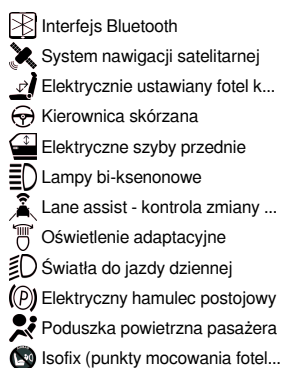 Interfejs Bluetooth
System nawigacji satelitarnej
Elektrycznie ustawiany fotel k...
Kierownica skórzana
Elektryczne szyby przednie
Lampy bi-ksenonowe
Lane assist - kontrola zmiany ...
Oświetlenie adaptacyjne
Światła do jazdy dziennej
(P) Elektryczny hamulec postojowy
Poduszka powietrzna pasażera
Isofix (punkty mocowania fotel...